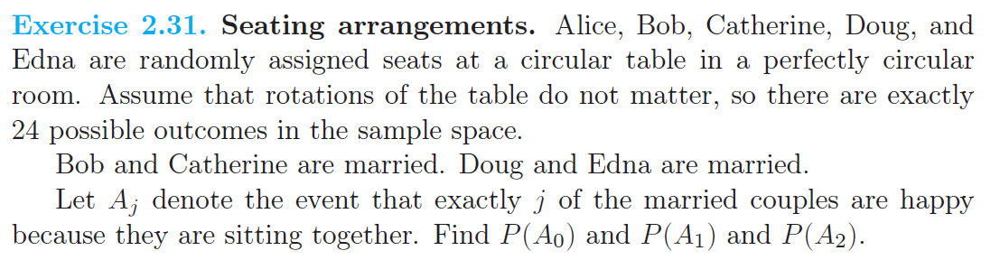 Exercise 2.31. Seating arrangements. Alice, Bob, Catherine, Doug, and
Edna are randomly assigned seats at a circular table in a perfectly circular
room. Assume that rotations of the table do not matter, so there are exactly
24 possible outcomes in the sample space.
Bob and Catherine are married. Doug and Edna are married.
Let A_j denote the event that exactly j of the married couples are happy
because they are sitting together. Find P(A_0) and P(A_1) and P(A_2).